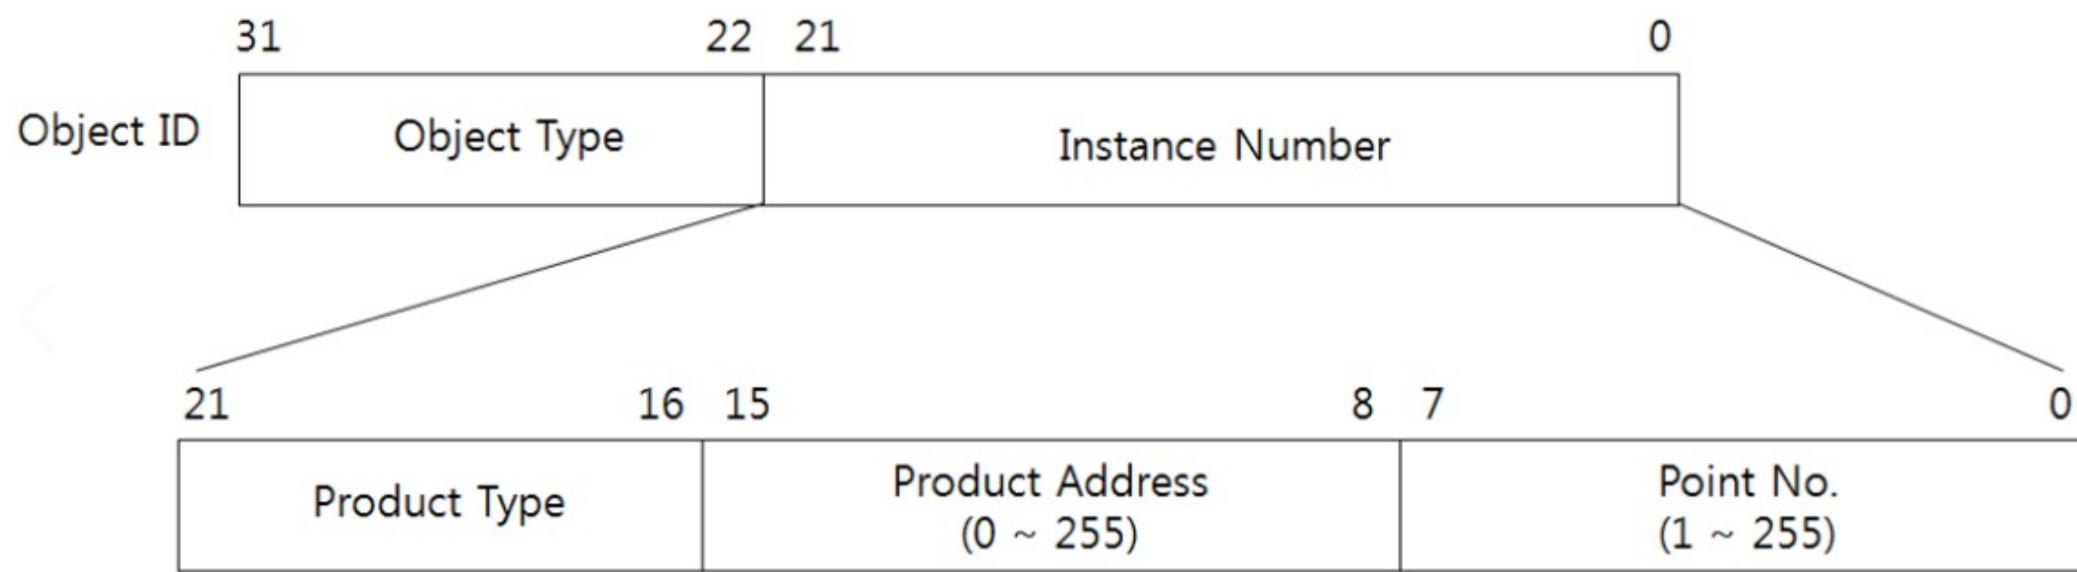 31 22 21 0
Object ID Object Type Instance Number
21 16 15 8 7 0
Product Type Product Address Point No.
(0 ~ 255) (1 ~ 255)